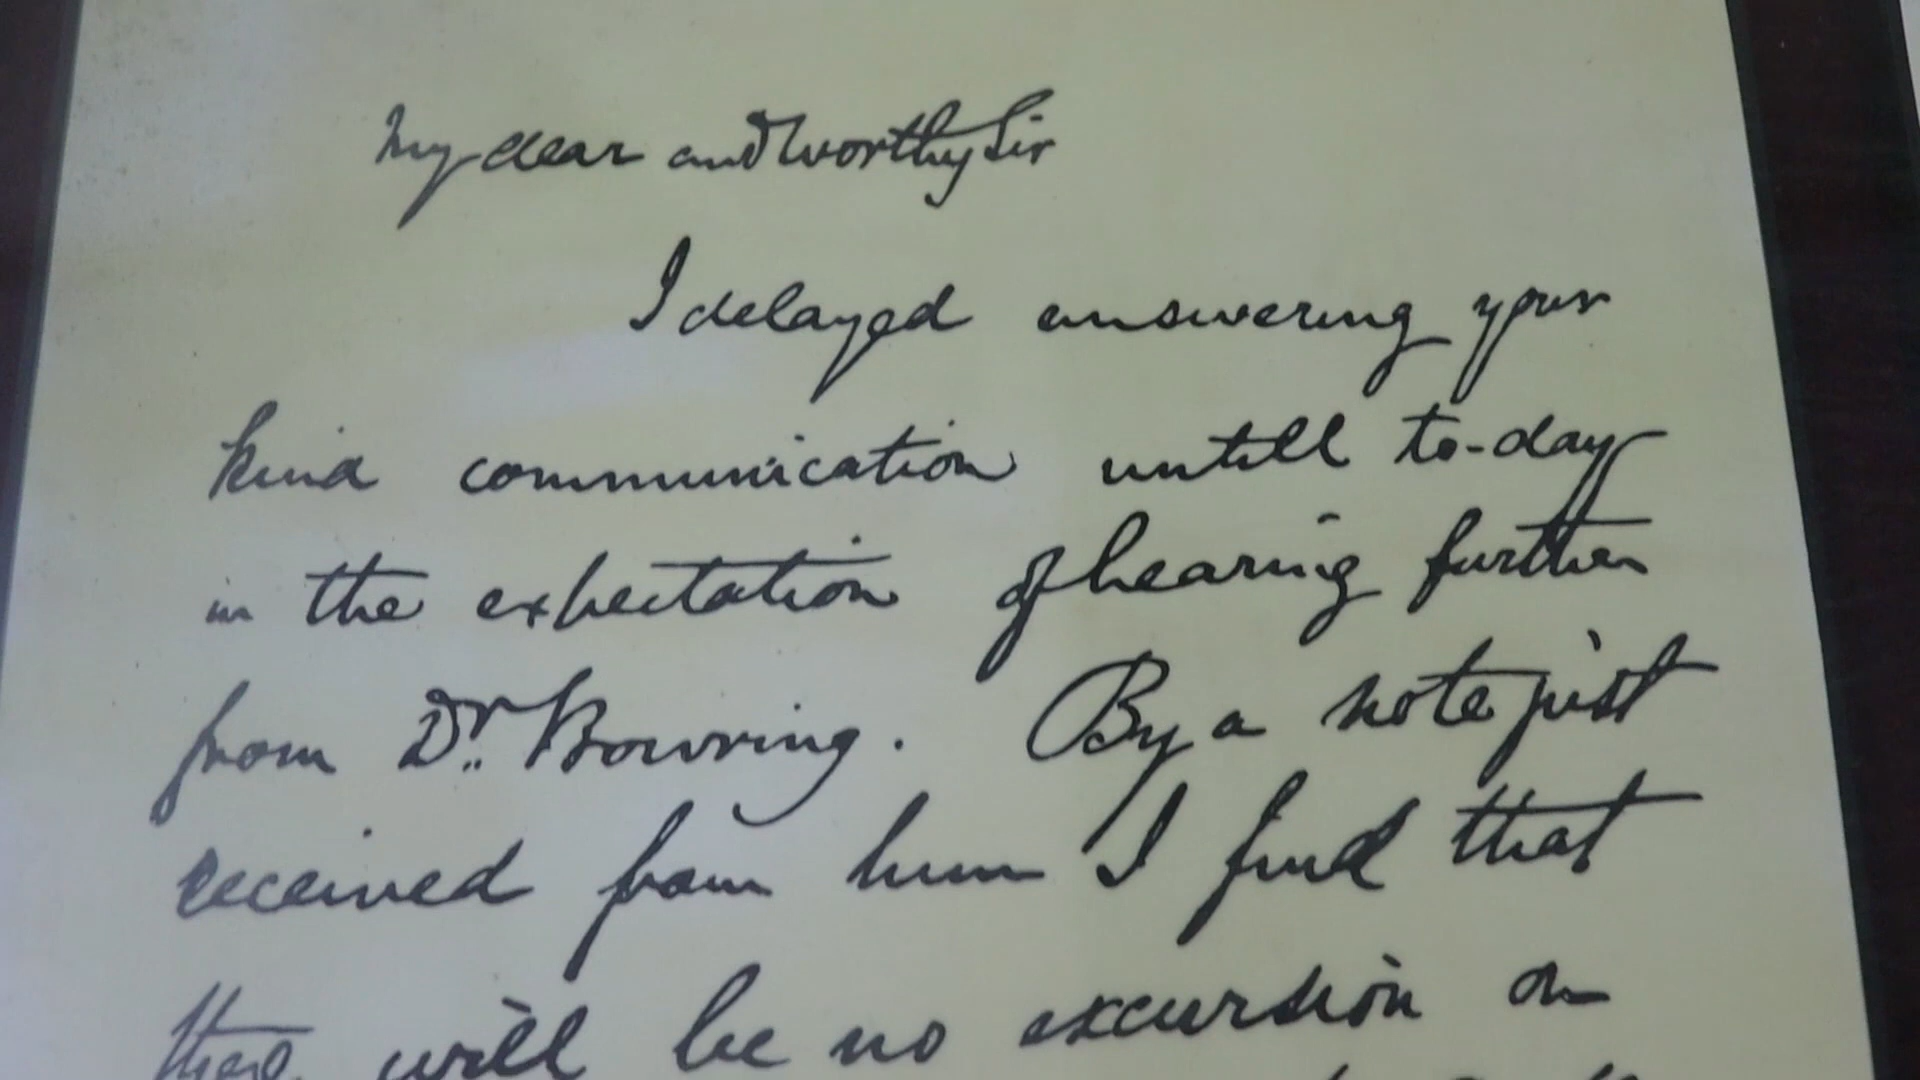 My dear and Worthy Sir
I delayed answering your
kind communication untill to-day
in the expectation of hearing further
from Dr. Bowring. By a note just
received from him I find that
there will be no excursion on